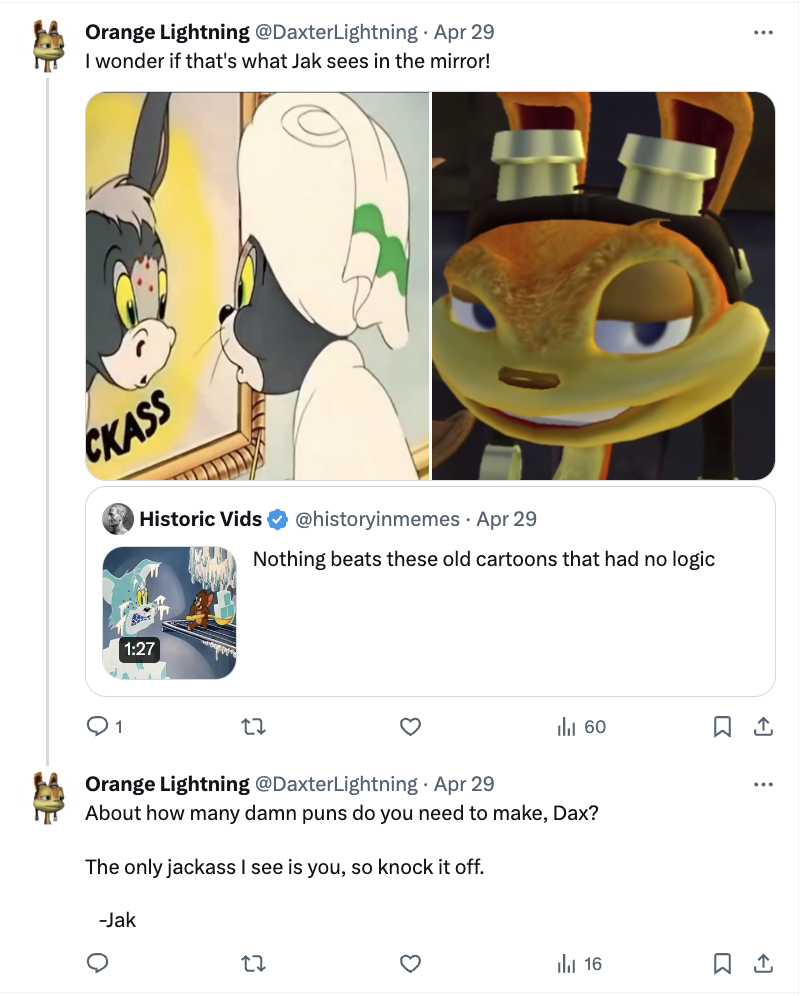 Orange Lightning @DaxterLightning · Apr 29
I wonder if that's what Jak sees in the mirror!
CKASS
Historic Vids @historyinmemes · Apr 29
Nothing beats these old cartoons that had no logic
1:27
1
60
Orange Lightning @DaxterLightning · Apr 29
About how many damn puns do you need to make, Dax?
The only jackass I see is you, so knock it off.
-Jak
16